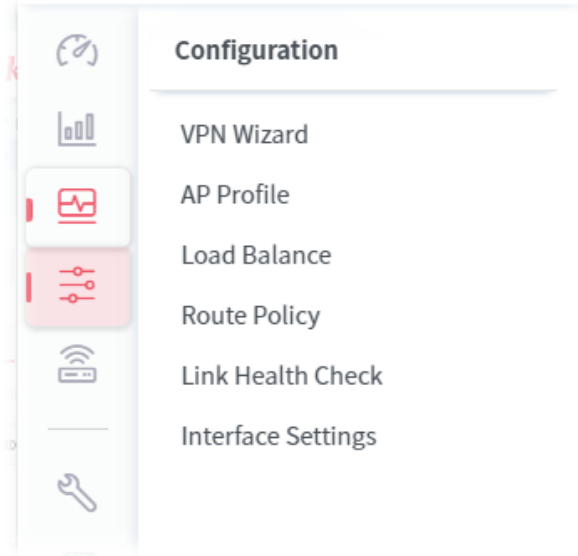 Configuration
VPN Wizard
AP Profile
Load Balance
Route Policy
Link Health Check
Interface Settings